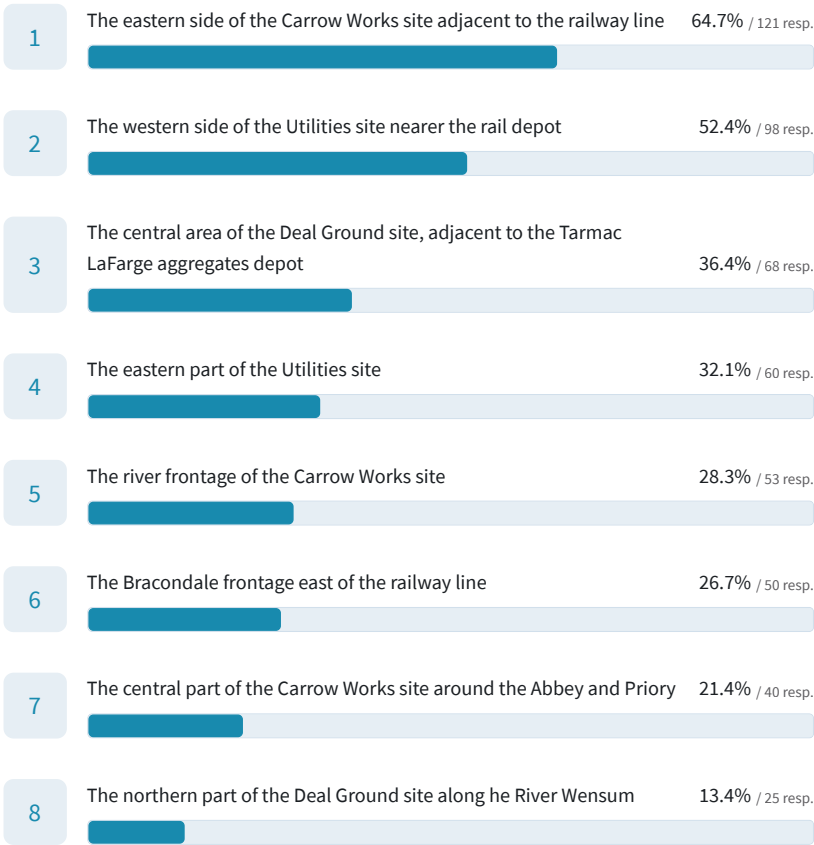 1
The eastern side of the Carrow Works site adjacent to the railway line 64.7% / 121 resp.
2
The western side of the Utilities site nearer the rail depot 52.4% / 98 resp.
3
The central area of the Deal Ground site, adjacent to the Tarmac
LaFarge aggregates depot 36.4% / 68 resp.
4
The eastern part of the Utilities site 32.1% / 60 resp.
5
The river frontage of the Carrow Works site 28.3% / 53 resp.
6
The Bracondale frontage east of the railway line 26.7% / 50 resp.
7
The central part of the Carrow Works site around the Abbey and Priory 21.4% / 40 resp.
8
The northern part of the Deal Ground site along he River Wensum 13.4% / 25 resp.